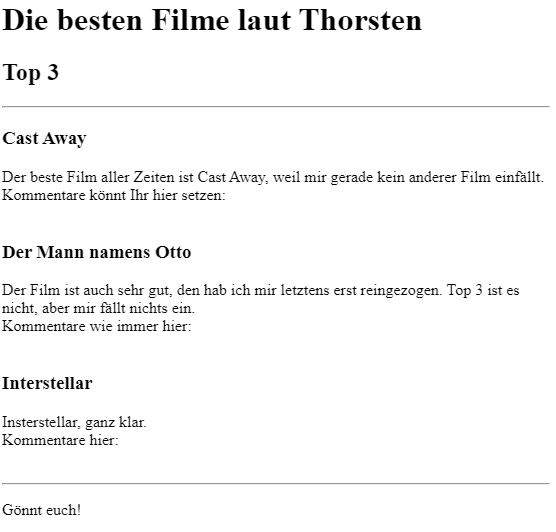 Die besten Filme laut Thorsten
Top 3
Cast Away
Der beste Film aller Zeiten ist Cast Away, weil mir gerade kein anderer Film einfällt.
Kommentare könnt Ihr hier setzen:
Der Mann namens Otto
Der Film ist auch sehr gut, den hab ich mir letztens erst reingezogen. Top 3 ist es
nicht, aber mir fällt nichts ein.
Kommentare wie immer hier:
Interstellar
Insterstellar, ganz klar.
Kommentare hier:
Gönnt euch!